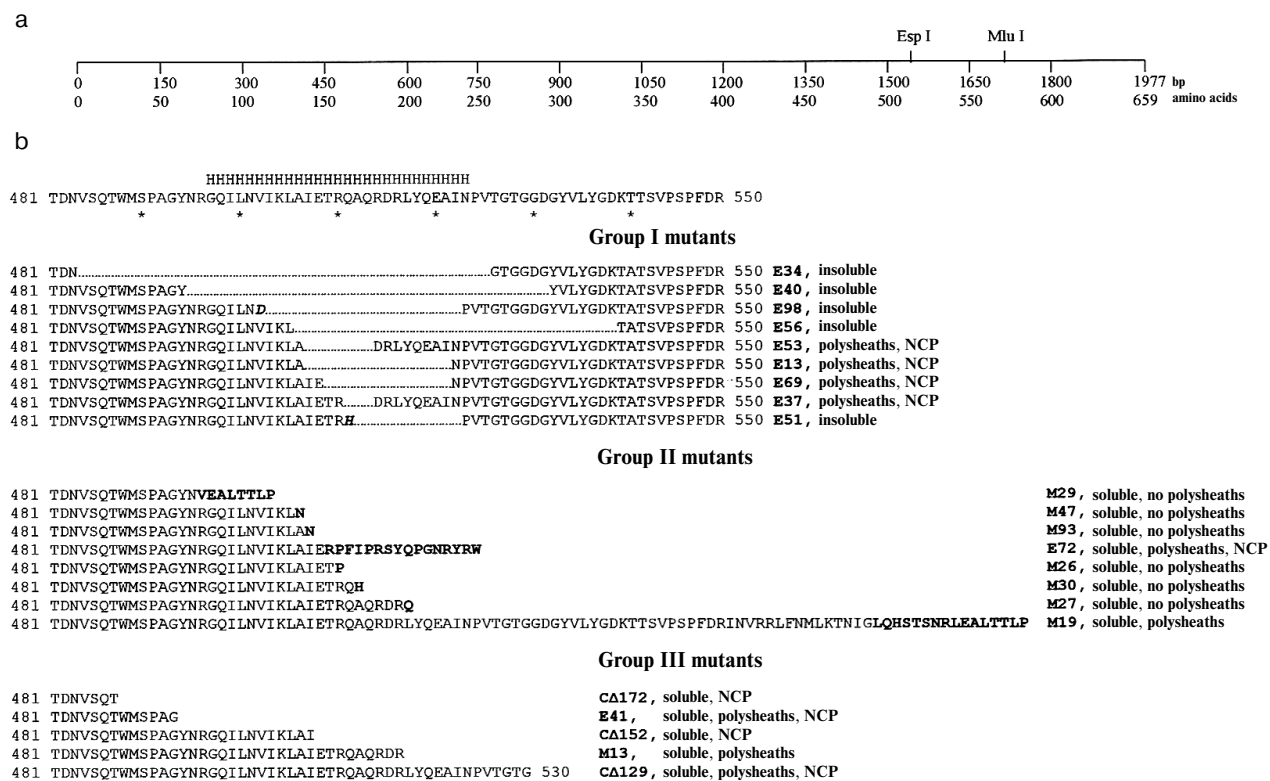 a
Esp I Mlu I
0 150 300 450 600 750 900 1050 1200 1350 1500 1650 1800 1977 bp
0 50 100 150 200 250 300 350 400 450 500 550 600 659 amino acids
b
HHHHHHHHHHHHHHHHHHHHHHHHHHH
481 TDNVSQTWMSPAGYNRGQILNVIKLAIETRQAQRDRLYQEAINPVTGTGGDGYVLYGDKTTSVPSPFDR 550
* * * * * *
Group I mutants
481 TDN..........................................GTGGDGYVLYGDKTATSVPSPFDR 550 E34, insoluble
481 TDNVSQTWMSPAGY.....................................YVLYGDKTATSVPSPFDR 550 E40, insoluble
481 TDNVSQTWMSPAGYNRGQILND....................PVTGTGGDGYVLYGDKTATSVPSPFDR 550 E98, insoluble
481 TDNVSQTWMSPAGYNRGQILNVIKL.................................TATSVPSPFDR 550 E56, insoluble
481 TDNVSQTWMSPAGYNRGQILNVIKLA.......DRLYQEAINPVTGTGGDGYVLYGDKTATSVPSPFDR 550 E53, polysheaths, NCP
481 TDNVSQTWMSPAGYNRGQILNVIKLA...............NPVTGTGGDGYVLYGDKTATSVPSPFDR 550 E13, polysheaths, NCP
481 TDNVSQTWMSPAGYNRGQILNVIKLAIE.............NPVTGTGGDGYVLYGDKTATSVPSPFDR 550 E69, polysheaths, NCP
481 TDNVSQTWMSPAGYNRGQILNVIKLAIETR...DRLYQEAINPVTGTGGDGYVLYGDKTATSVPSPFDR 550 E37, polysheaths, NCP
481 TDNVSQTWMSPAGYNRGQILNVIKLAIETRH...........PVTGTGGDGYVLYGDKTATSVPSPFDR 550 E51, insoluble
Group II mutants
481 TDNVSQTWMSPAGYNVEALTTLP M29, soluble, no polysheaths
481 TDNVSQTWMSPAGYNRGQILNVIKLN M47, soluble, no polysheaths
481 TDNVSQTWMSPAGYNRGQILNVIKLAN M93, soluble, no polysheaths
481 TDNVSQTWMSPAGYNRGQILNVIKLAIERPFIPRSYQPGNRYRW E72, soluble, polysheaths, NCP
481 TDNVSQTWMSPAGYNRGQILNVIKLAIETP M26, soluble, no polysheaths
481 TDNVSQTWMSPAGYNRGQILNVIKLAIETRQH M30, soluble, no polysheaths
481 TDNVSQTWMSPAGYNRGQILNVIKLAIETRQAQRDRQ M27, soluble, no polysheaths
481 TDNVSQTWMSPAGYNRGQILNVIKLAIETRQAQRDRLYQEAINPVTGTGGDGYVLYGDKTTSVPSPFDRINVRRLFNMLKTNIGLQHSTSNRLEALTTLP M19, soluble, polysheaths
Group III mutants
481 TDNVSQT CΔ172, soluble, NCP
481 TDNVSQTWMSPAG E41, soluble, polysheaths, NCP
481 TDNVSQTWMSPAGYNRGQILNVIKLAI CΔ152, soluble, NCP
481 TDNVSQTWMSPAGYNRGQILNVIKLAIETRQAQRDR M13, soluble, polysheaths
481 TDNVSQTWMSPAGYNRGQILNVIKLAIETRQAQRDRLYQEAINPVTGTG 530 CΔ129, soluble, polysheaths, NCP